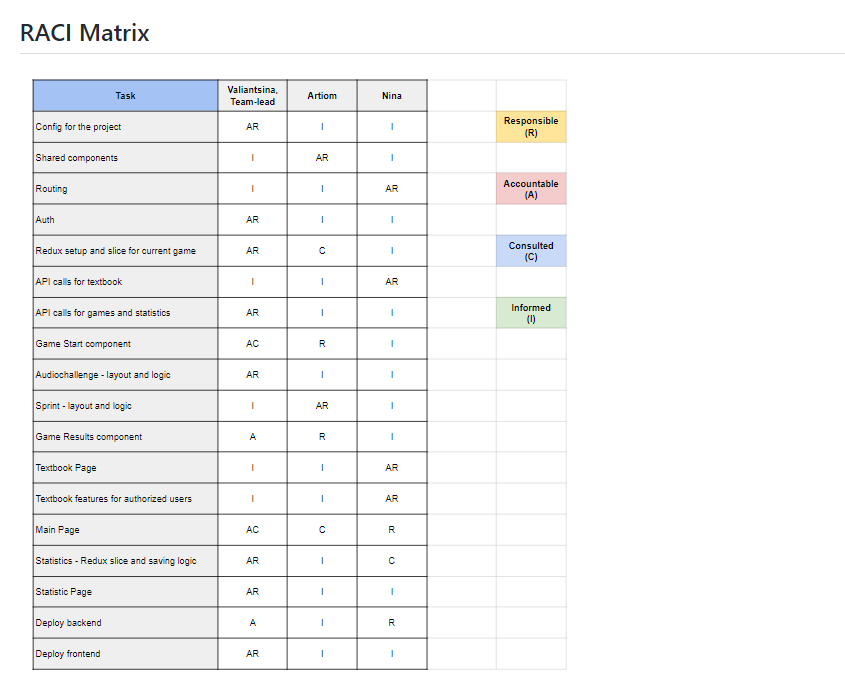 RACI Matrix
Task Valiantsina, Team-lead Artiom Nina
Config for the project AR I I Responsible (R)
Shared components I AR I
Routing I I AR Accountable (A)
Auth AR I I
Redux setup and slice for current game AR C I Consulted (C)
API calls for textbook I I AR
API calls for games and statistics AR I I Informed (I)
Game Start component AC R I
Audiochallenge - layout and logic AR I I
Sprint - layout and logic I AR I
Game Results component A R I
Textbook Page I I AR
Textbook features for authorized users I I AR
Main Page AC C R
Statistics - Redux slice and saving logic AR I C
Statistic Page AR I I
Deploy backend A I R
Deploy frontend AR I I